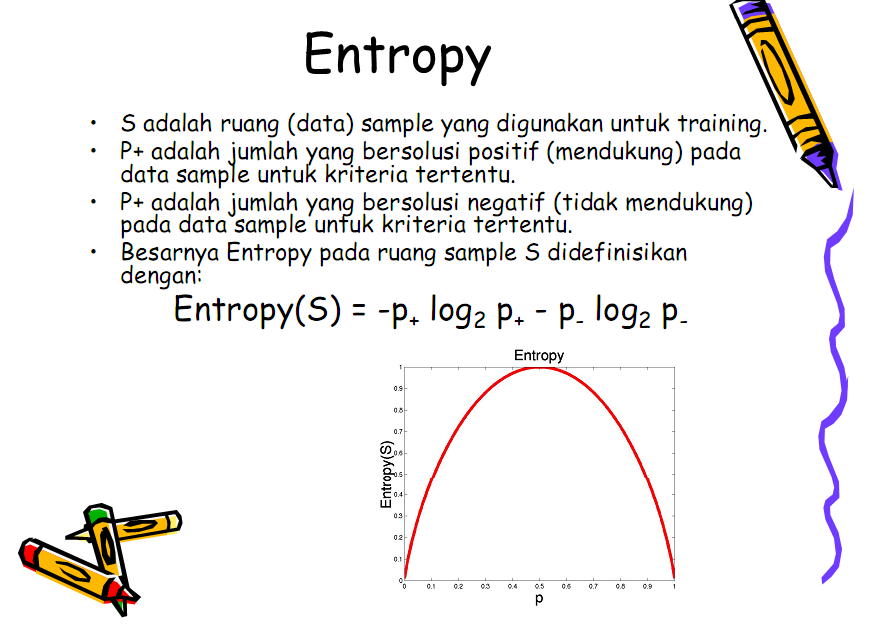 Entropy
• S adalah ruang (data) sample yang digunakan untuk training.
• P+ adalah jumlah yang bersolusi positif (mendukung) pada
data sample untuk kriteria tertentu.
• P+ adalah jumlah yang bersolusi negatif (tidak mendukung)
pada data sample untuk kriteria tertentu.
• Besarnya Entropy pada ruang sample S didefinisikan
dengan:
Entropy(S) = -p₊ log₂ p₊ - p₋ log₂ p₋
Entropy
Entropy(S)
1
0.9
0.8
0.7
0.6
0.5
0.4
0.3
0.2
0.1
0
0 0.1 0.2 0.3 0.4 0.5 0.6 0.7 0.8 0.9 1
p